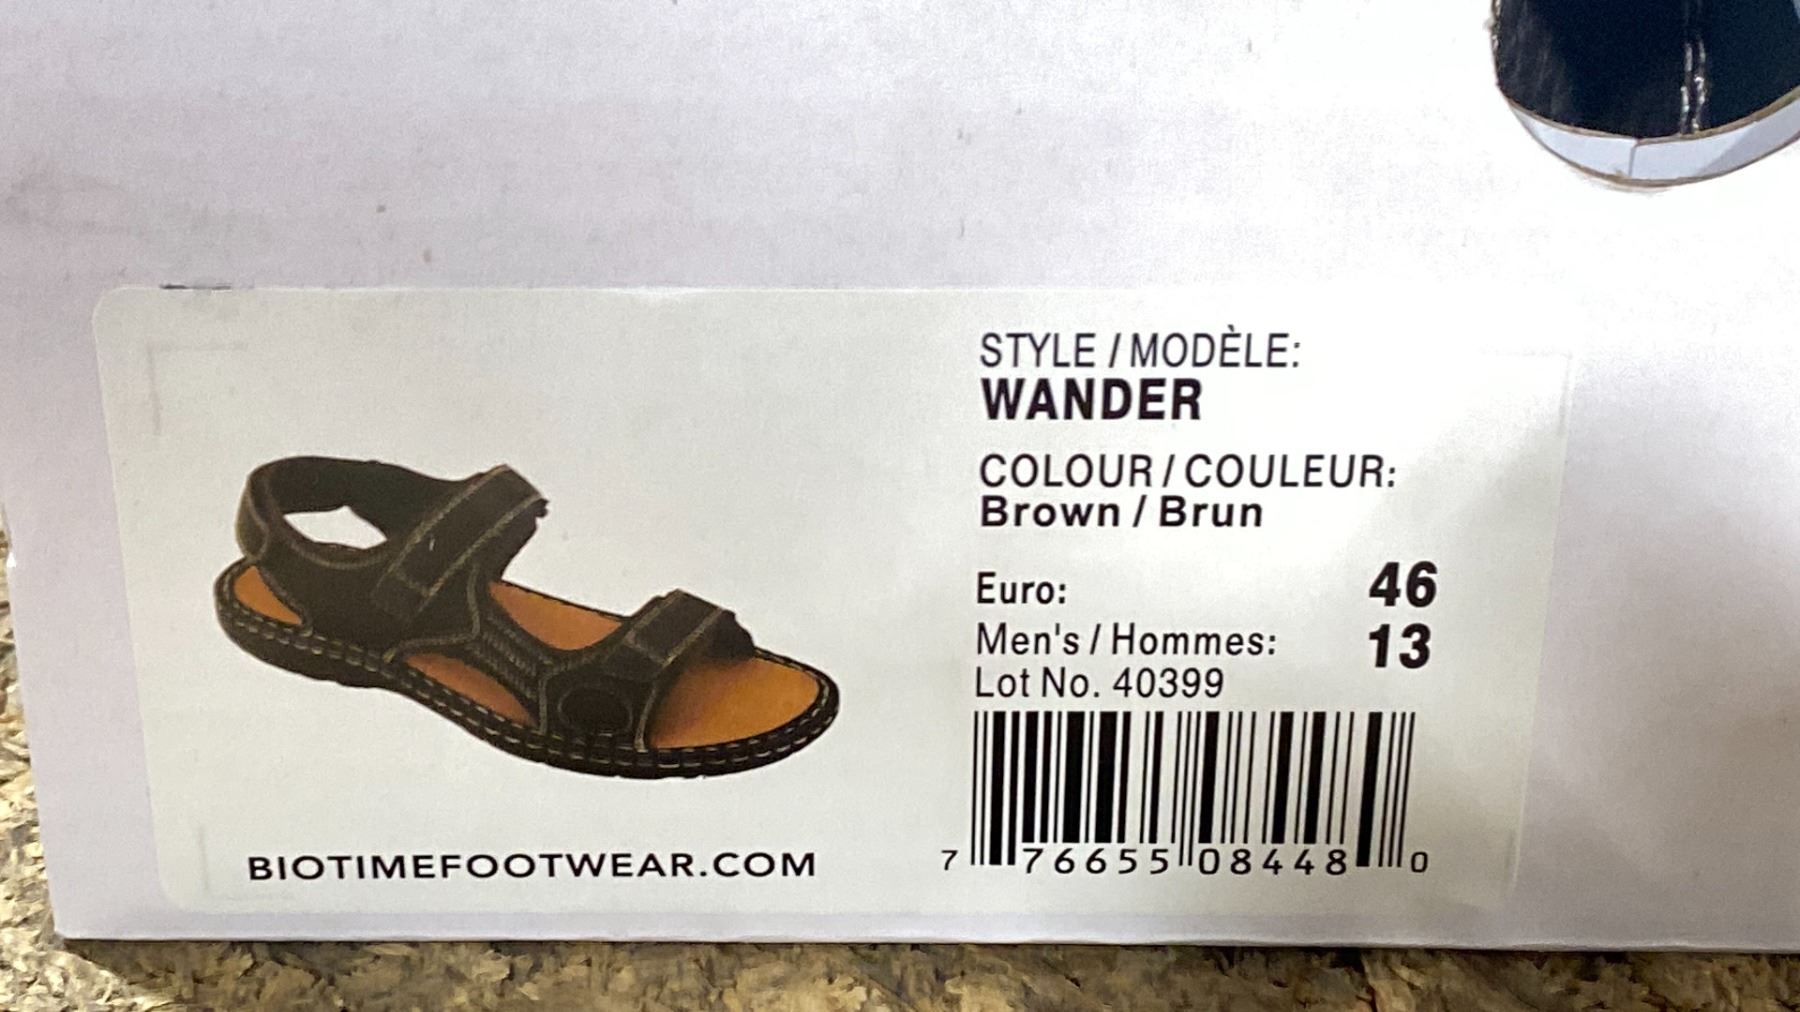 STYLE / MODÈLE:
WANDER
COLOUR / COULEUR:
Brown / Brun
Euro: 46
Men's / Hommes: 13
Lot No. 40399
7 76655 08448 0
BIOTIMEFOOTWEAR.COM